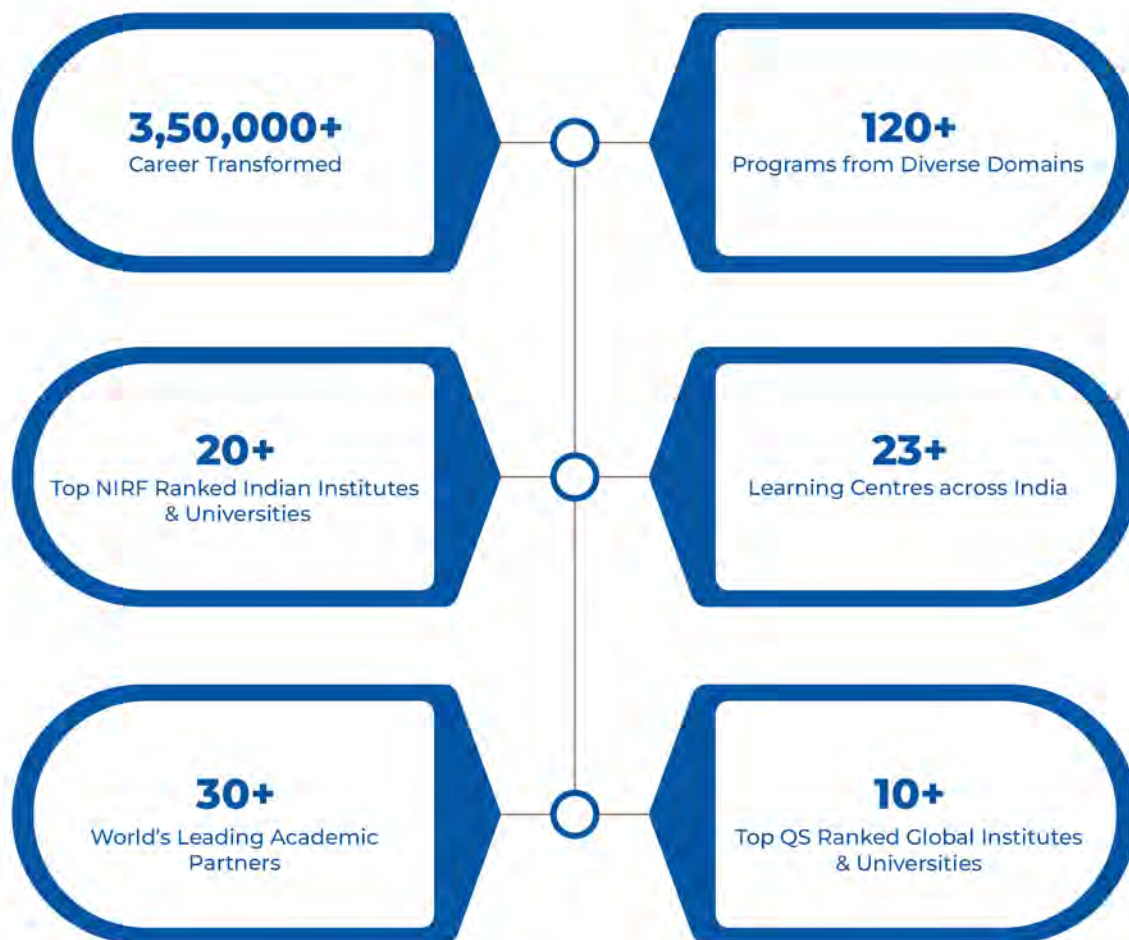 3,50,000+
Career Transformed
120+
Programs from Diverse Domains
20+
Top NIRF Ranked Indian Institutes
& Universities
23+
Learning Centres across India
30+
World's Leading Academic
Partners
10+
Top QS Ranked Global Institutes
& Universities